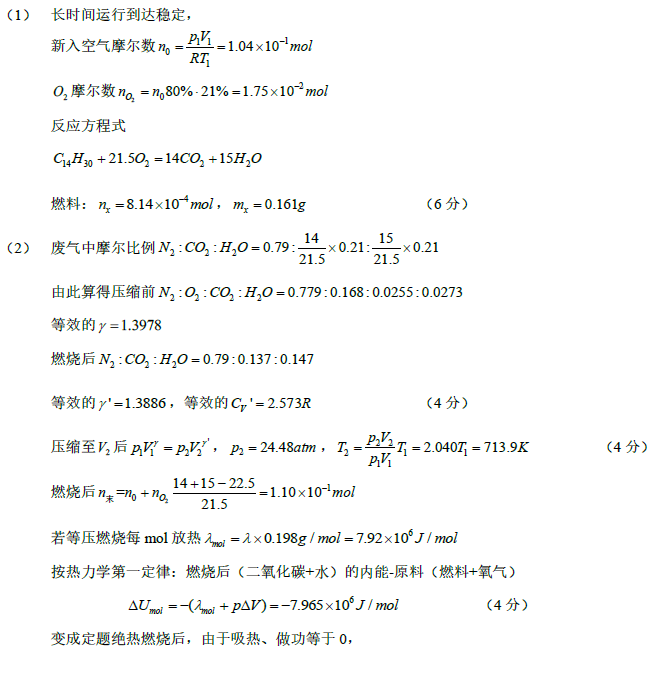 （1） 长时间运行到达稳定，
新入空气摩尔数 n₀ = p₁V₁/RT₁ = 1.04×10⁻¹mol
O₂ 摩尔数 n_{O₂} = n₀80%·21% = 1.75×10⁻²mol
反应方程式
C₁₄H₃₀ + 21.5O₂ = 14CO₂ + 15H₂O
燃料：n_x = 8.14×10⁻⁴mol，m_x = 0.161g （6 分）
（2） 废气中摩尔比例 N₂ : CO₂ : H₂O = 0.79 : 14/21.5 × 0.21 : 15/21.5 × 0.21
由此算得压缩前 N₂ : O₂ : CO₂ : H₂O = 0.779 : 0.168 : 0.0255 : 0.0273
等效的 γ = 1.3978
燃烧后 N₂ : CO₂ : H₂O = 0.79 : 0.137 : 0.147
等效的 γ' = 1.3886，等效的 C_V' = 2.573R （4 分）
压缩至 V₂ 后 p₁V₁^γ = p₂V₂^γ'，p₂ = 24.48atm，T₂ = p₂V₂/p₁V₁ T₁ = 2.040T₁ = 713.9K （4 分）
燃烧后 n末 = n₀ + n_{O₂} (14+15−22.5)/21.5 = 1.10×10⁻¹mol
若等压燃烧每 mol 放热 λ_mol = λ×0.198g / mol = 7.92×10⁶J / mol
按热力学第一定律：燃烧后（二氧化碳+水）的内能-原料（燃料+氧气）
ΔU_mol = −(λ_mol + pΔV) = −7.965×10⁶J / mol （4 分）
变成定题绝热燃烧后，由于吸热、做功等于 0，